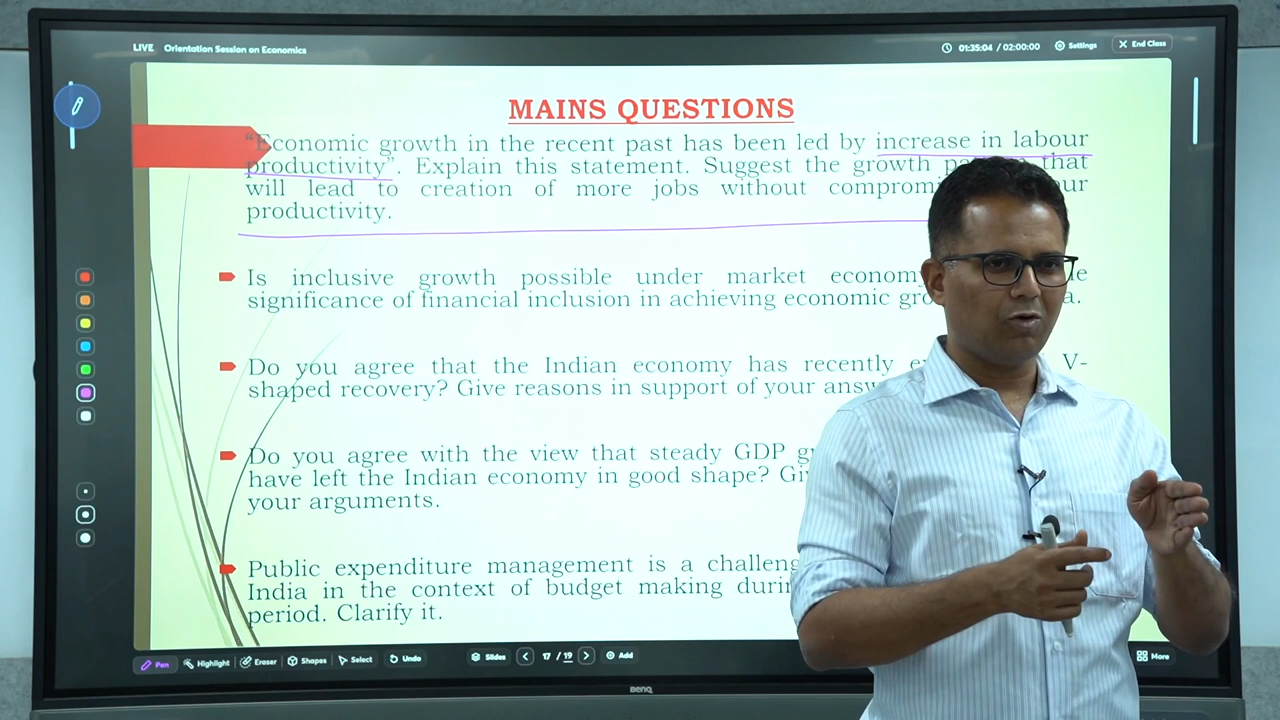 LIVE Orientation Session on Economics
01:35:04 / 02:00:00 Settings End Class
MAINS QUESTIONS
“Economic growth in the recent past has been led by increase in labour
productivity”. Explain this statement. Suggest the growth that
will lead to creation of more jobs without
productivity.
Is inclusive growth possible under market
significance of financial inclusion in achieving economic
Do you agree that the Indian economy has recently V-
shaped recovery? Give reasons in support of your
Do you agree with the view that steady GDP
have left the Indian economy in good shape?
your arguments.
Public expenditure management is a
India in the context of budget making
period. Clarify it.
Pen Highlight Eraser Shapes Select Undo Slides 17 / 19 Add More
BenQ